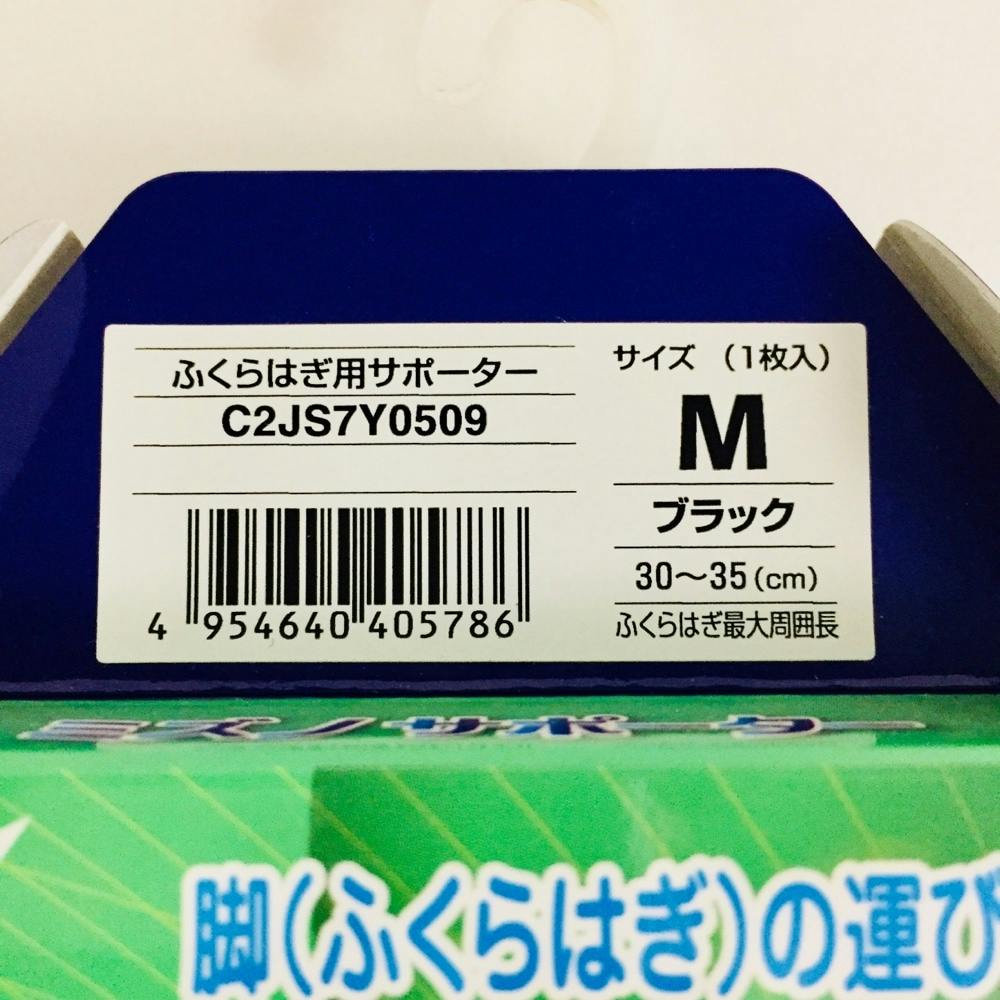 ふくらはぎ用サポーター
C2JS7Y0509
4 954640 405786
サイズ (1枚入)
M
ブラック
30～35(cm)
ふくらはぎ最大周囲長
ミズノサポーター
脚(ふくらはぎ)の運び